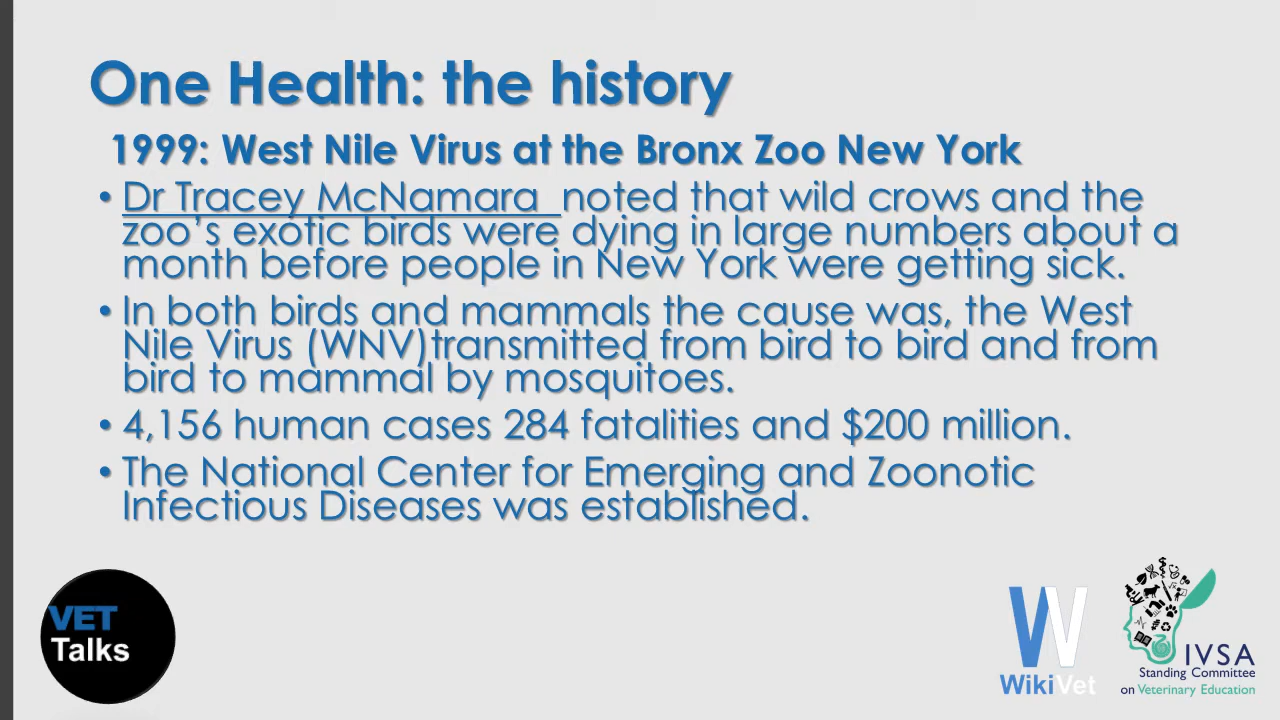 One Health: the history
1999: West Nile Virus at the Bronx Zoo New York
• Dr Tracey McNamara noted that wild crows and the
zoo’s exotic birds were dying in large numbers about a
month before people in New York were getting sick.
• In both birds and mammals the cause was, the West
Nile Virus (WNV)transmitted from bird to bird and from
bird to mammal by mosquitoes.
• 4,156 human cases 284 fatalities and $200 million.
• The National Center for Emerging and Zoonotic
Infectious Diseases was established.
VET
Talks
W
WikiVet
IVSA
Standing Committee
on Veterinary Education